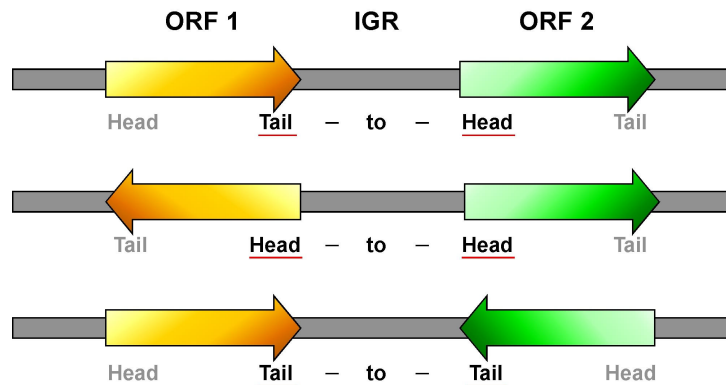 ORF 1 IGR ORF 2
Head Tail – to – Head Tail
Tail Head – to – Head Tail
Head Tail – to – Tail Head